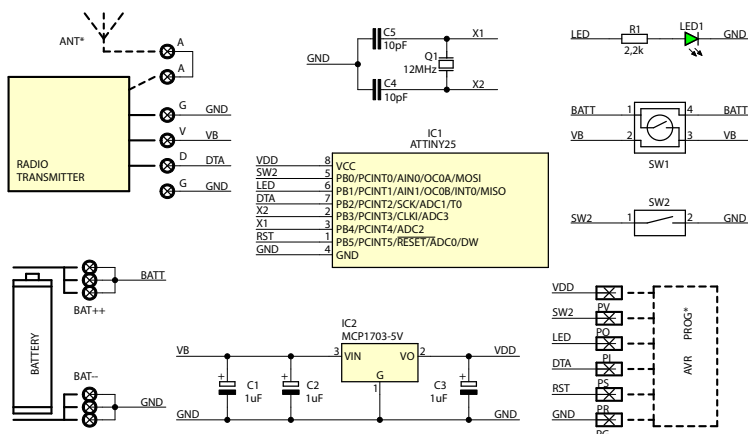 ANT*
A
A
G GND
V VB
D DTA
G GND
RADIO
TRANSMITTER
GND
C5
10pF
X1
Q1
12MHz
C4
10pF
X2
LED
R1
2,2k
LED1
GND
BATT 1 4 BATT
VB 2 3 VB
SW1
SW2
SW2 1 2 GND
IC1
ATTINY25
VDD 8 VCC
SW2 5 PB0/PCINT0/AIN0/OC0A/MOSI
LED 6 PB1/PCINT1/AIN1/OC0B/INT0/MISO
DTA 7 PB2/PCINT2/SCK/ADC1/T0
X2 2 PB3/PCINT3/CLKI/ADC3
X1 3 PB4/PCINT4/ADC2
RST 1 PB5/PCINT5/RESET/ADC0/DW
GND 4 GND
BATT
BAT++
BATTERY
BAT--
GND
IC2
MCP1703-5V
VB 3 VIN VO 2 VDD
G
1
+ C1
1uF
+ C2
1uF
+ C3
1uF
GND GND
VDD
PV
SW2
PO
LED
PI
DTA
PS
RST
PR
GND
PG
AVR PROG*